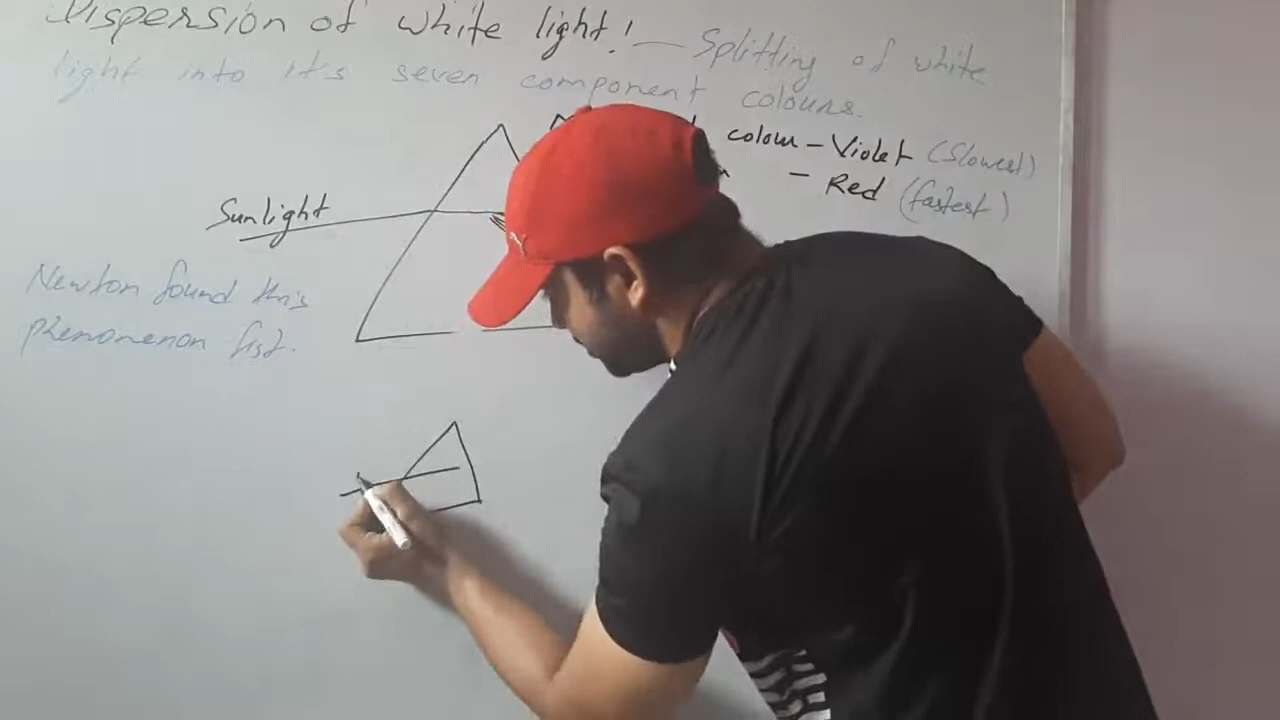 Dispersion of white light! — Splitting of white
light into it's seven component colours.
colour - Violet (Slowest)
- Red (fastest)
Sunlight
Newton found this
phenomenon fist.